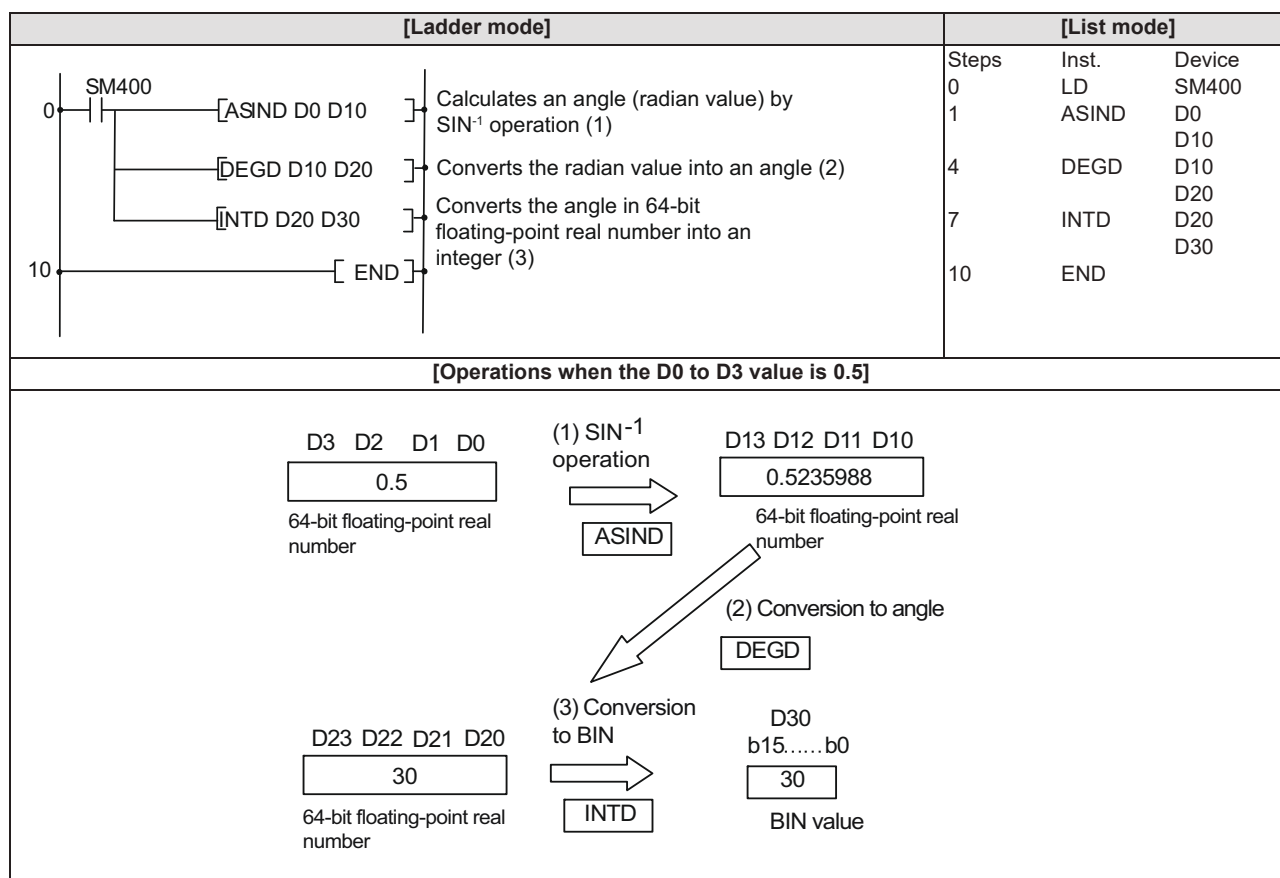 [Ladder mode]
[List mode]
0
SM400
[ASIND D0 D10 ]
Calculates an angle (radian value) by
SIN-1 operation (1)
[DEGD D10 D20 ]
Converts the radian value into an angle (2)
[INTD D20 D30 ]
Converts the angle in 64-bit
floating-point real number into an
integer (3)
10
[ END ]
Steps Inst. Device
0 LD SM400
1 ASIND D0
D10
4 DEGD D10
D20
7 INTD D20
D30
10 END
[Operations when the D0 to D3 value is 0.5]
D3 D2 D1 D0
0.5
64-bit floating-point real
number
(1) SIN-1
operation
ASIND
D13 D12 D11 D10
0.5235988
64-bit floating-point real
number
(2) Conversion to angle
DEGD
D23 D22 D21 D20
30
64-bit floating-point real
number
(3) Conversion
to BIN
INTD
D30
b15......b0
30
BIN value